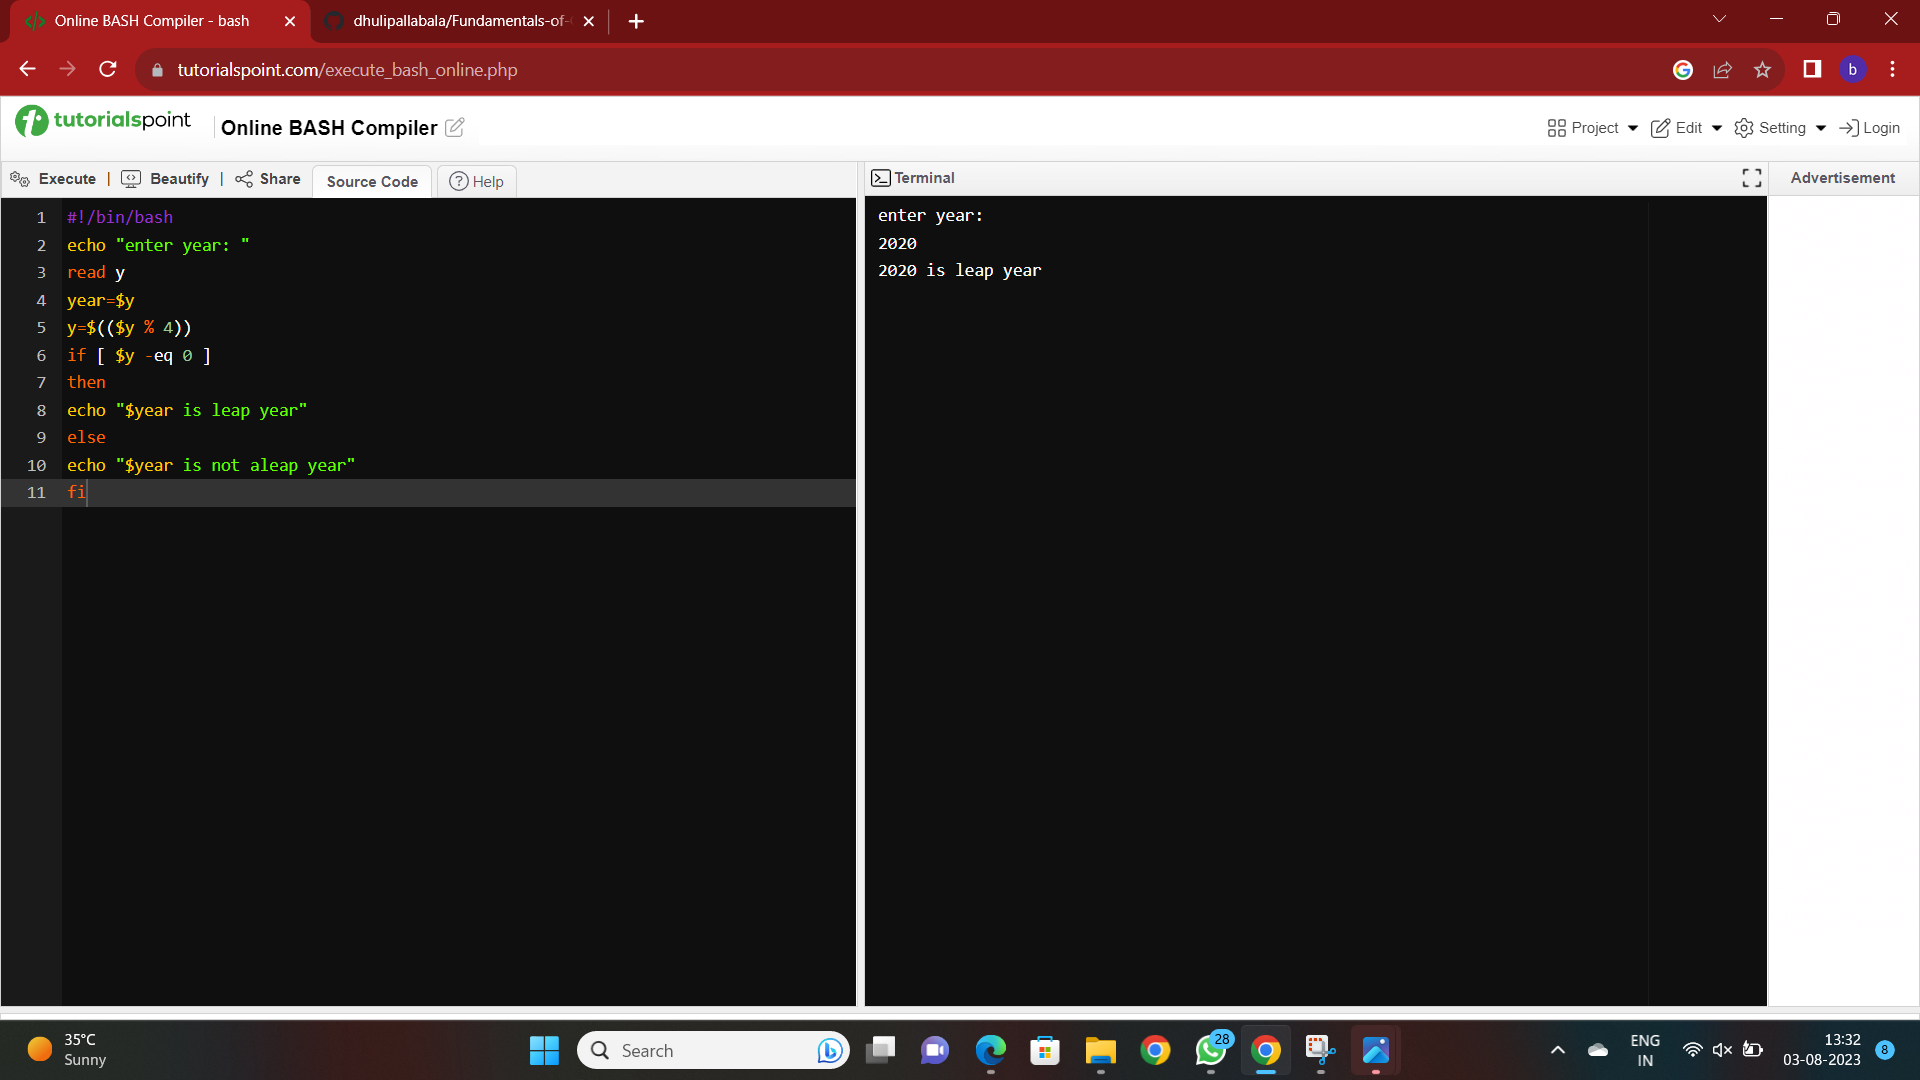 Online BASH Compiler - bash
dhulipallabala/Fundamentals-of-
tutorialspoint.com/execute_bash_online.php
b
tutorialspoint
Online BASH Compiler
Project
Edit
Setting
Login
Execute | Beautify | Share
Source Code
Help
Terminal
Advertisement
1 #!/bin/bash
2 echo "enter year: "
3 read y
4 year=$y
5 y=$(($y % 4))
6 if [ $y -eq 0 ]
7 then
8 echo "$year is leap year"
9 else
10 echo "$year is not aleap year"
11 fi
enter year:
2020
2020 is leap year
35°C
Sunny
Search
28
ENG
IN
13:32
03-08-2023
8